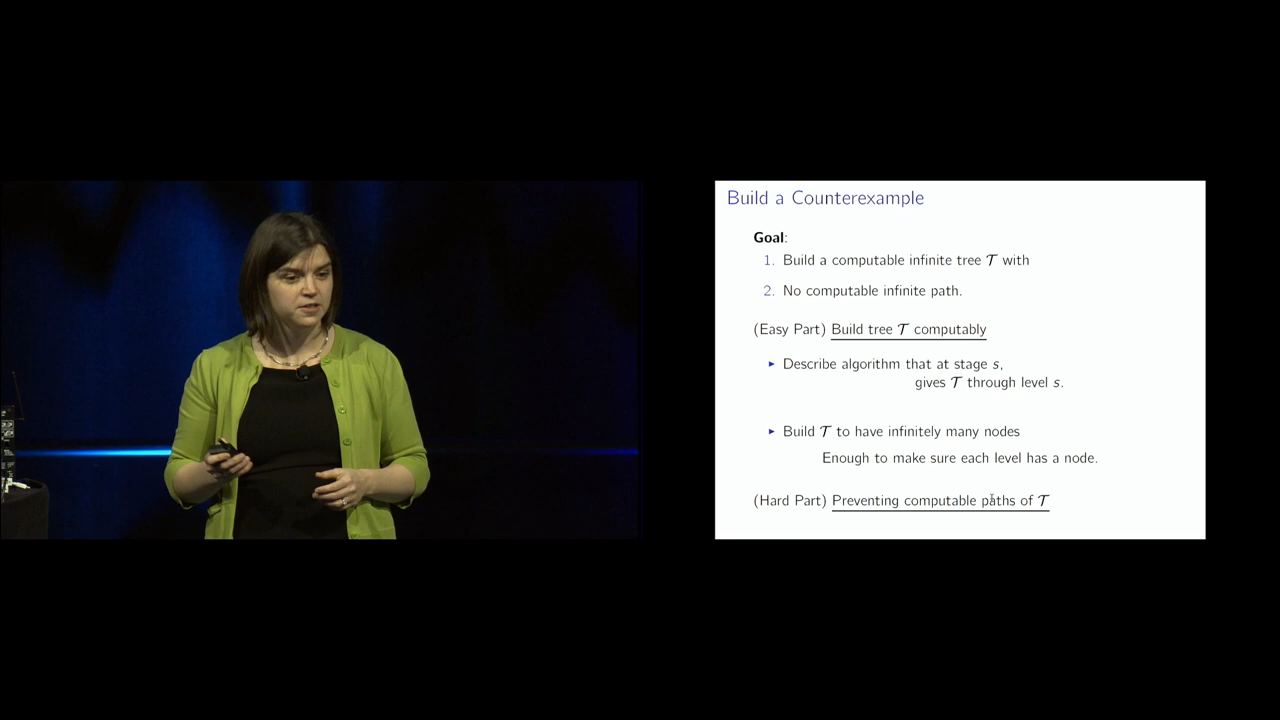 Build a Counterexample
Goal:
1. Build a computable infinite tree 𝒯 with
2. No computable infinite path.
(Easy Part) Build tree 𝒯 computably
▸ Describe algorithm that at stage s,
gives 𝒯 through level s.
▸ Build 𝒯 to have infinitely many nodes
Enough to make sure each level has a node.
(Hard Part) Preventing computable paths of 𝒯